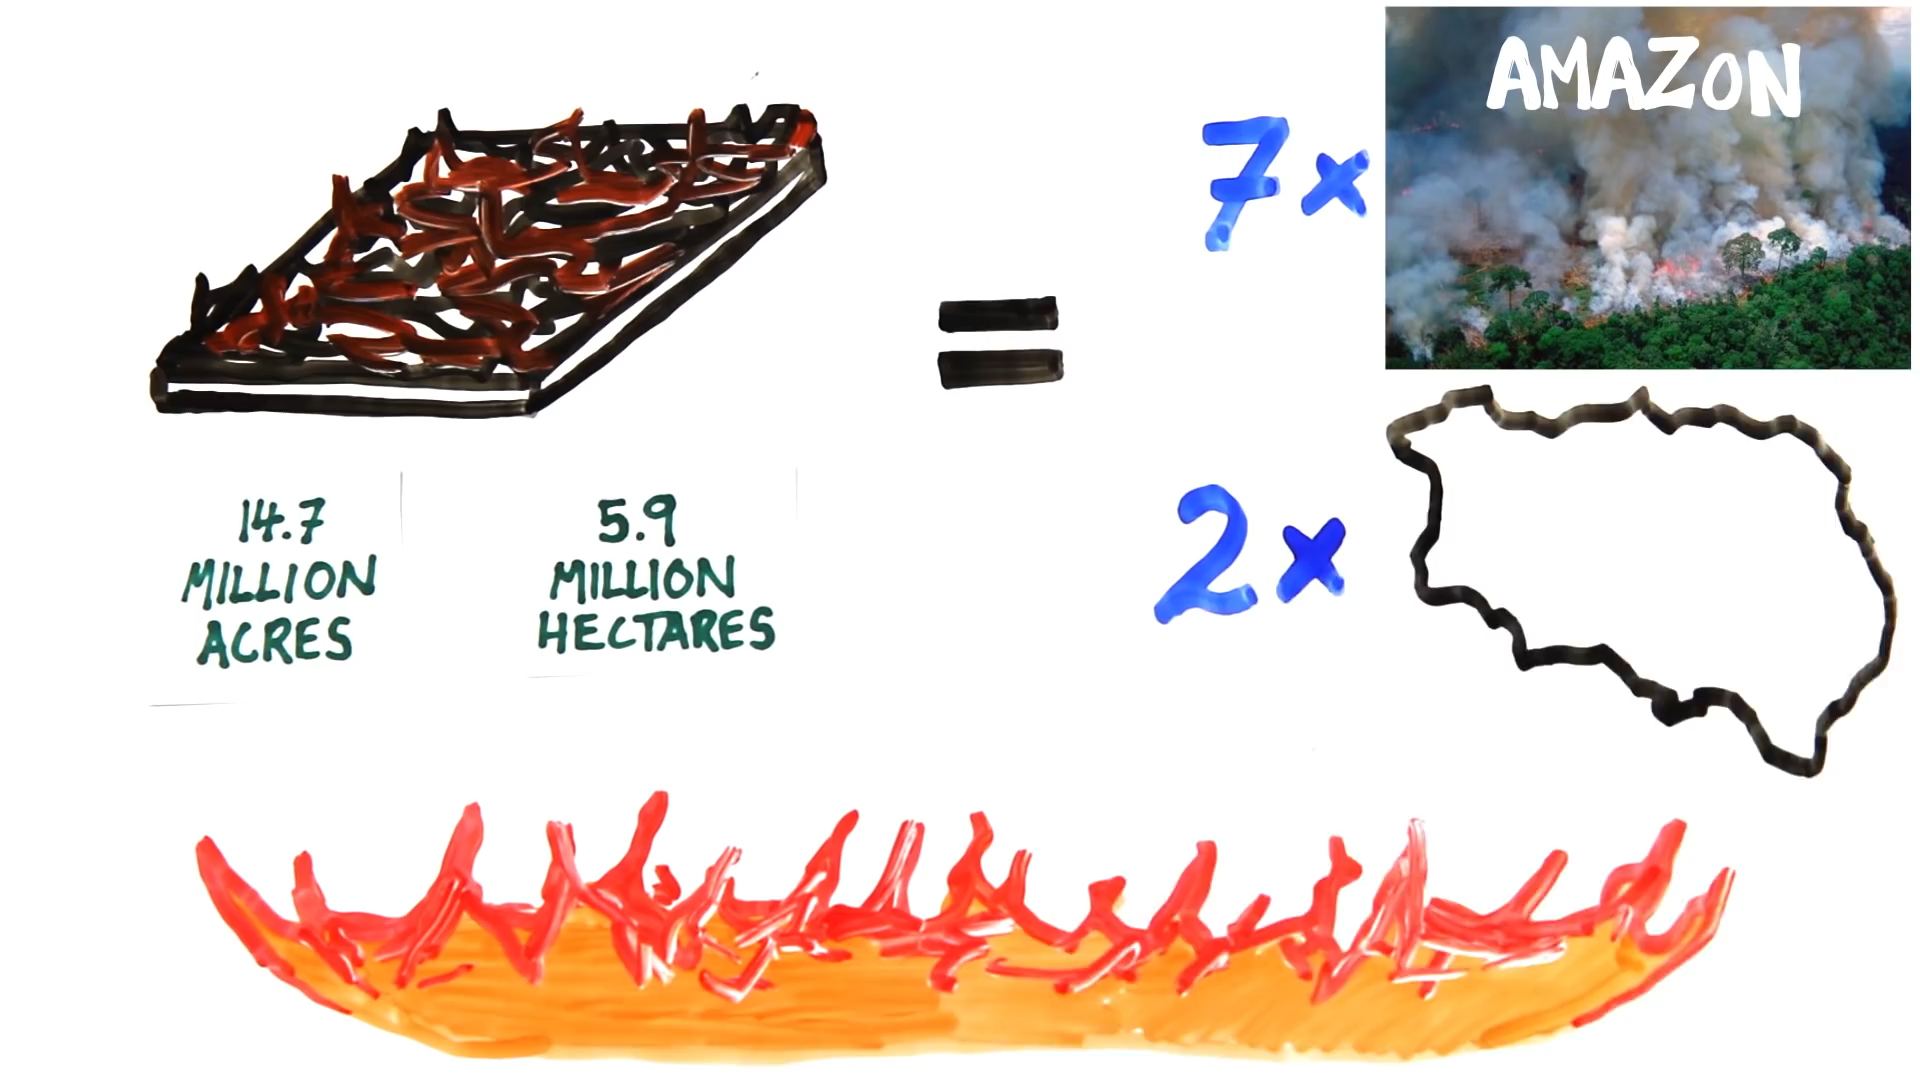 14.7
MILLION
ACRES
5.9
MILLION
HECTARES
=
7x
AMAZON
2x